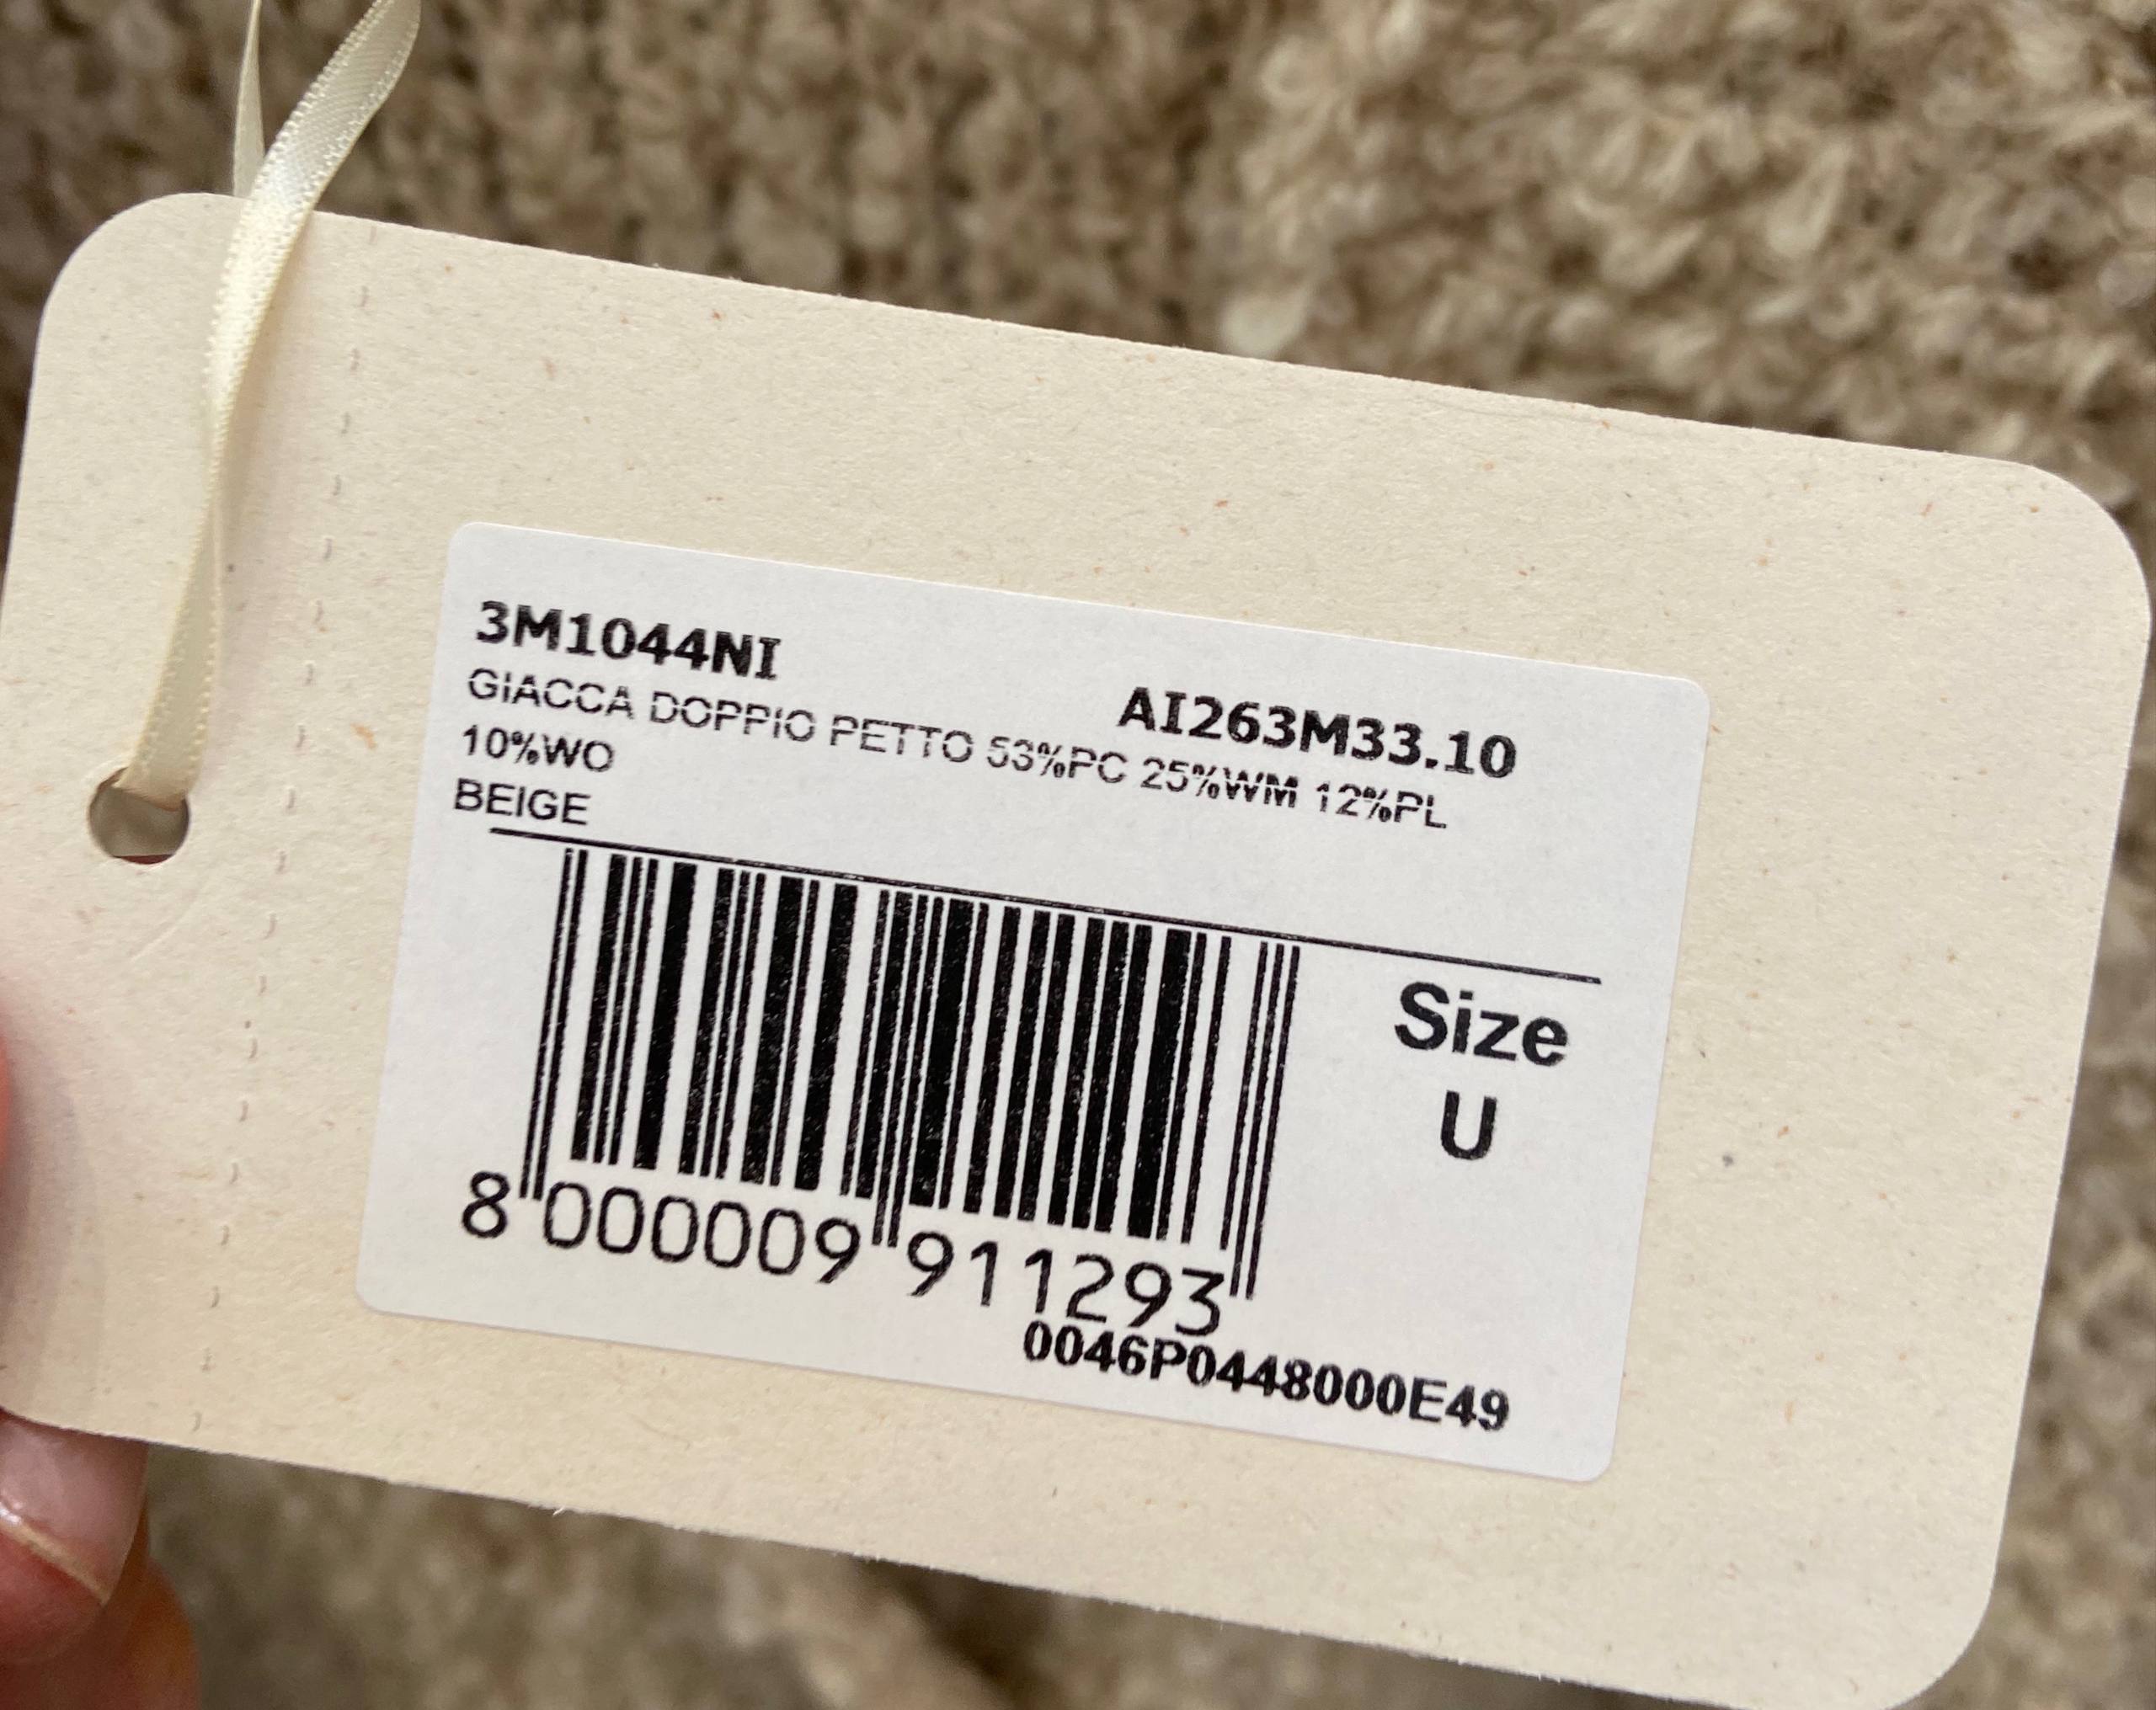 3M1044NI
AI263M33.10
GIACCA DOPPIO PETTO 53%PC 25%WM 12%PL
10%WO
BEIGE
Size
U
8 000009 911293
0046P0448000E49